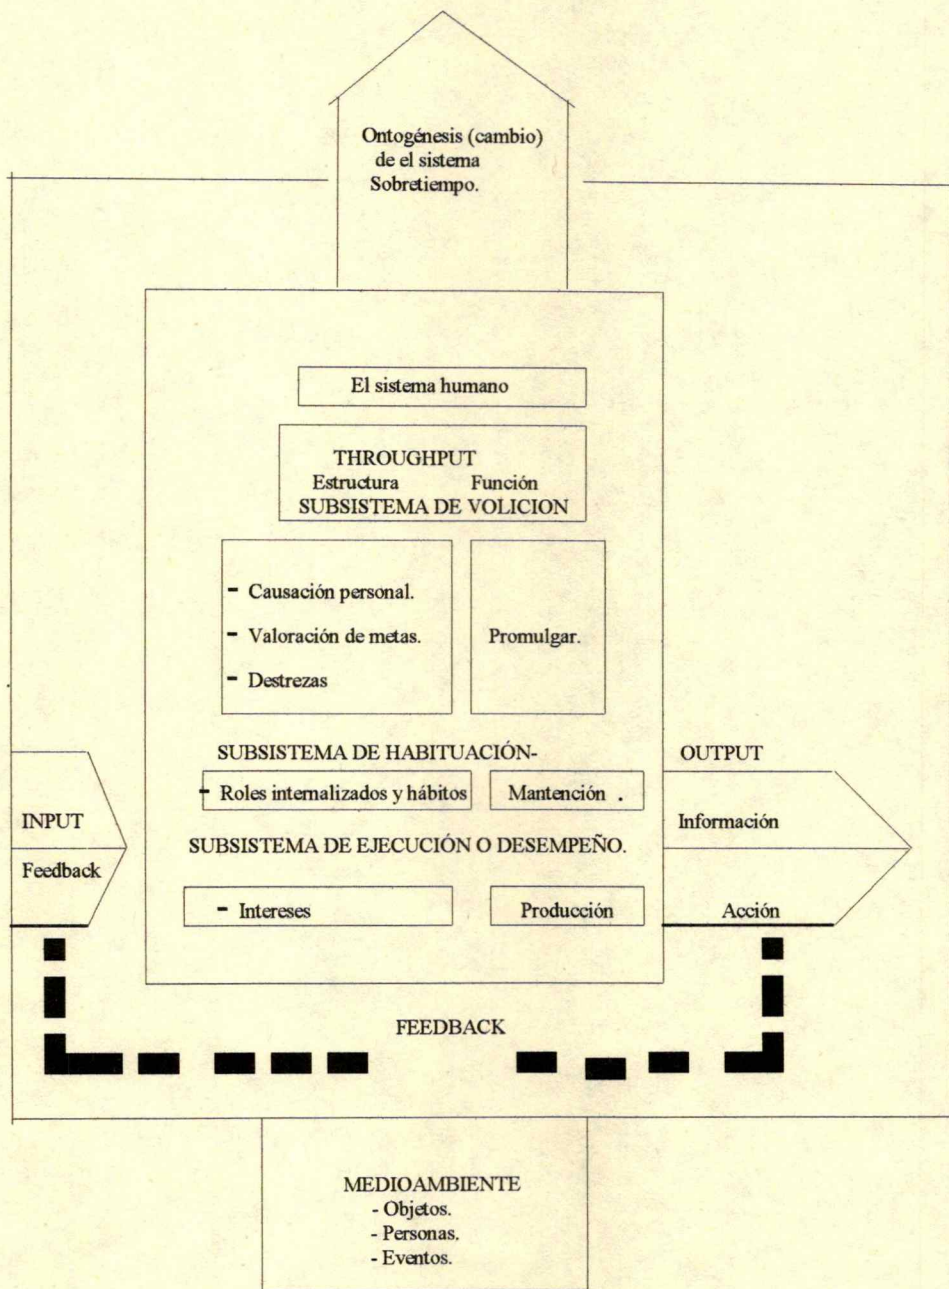 Ontogénesis (cambio)
de el sistema
Sobretiempo.
El sistema humano
THROUGHPUT
Estructura Función
SUBSISTEMA DE VOLICION
- Causación personal.
- Valoración de metas.
- Destrezas
Promulgar.
SUBSISTEMA DE HABITUACIÓN-
- Roles internalizados y hábitos
Mantención .
SUBSISTEMA DE EJECUCIÓN O DESEMPEÑO.
- Intereses
Producción
INPUT
Feedback
OUTPUT
Información
Acción
FEEDBACK
MEDIOAMBIENTE
- Objetos.
- Personas.
- Eventos.